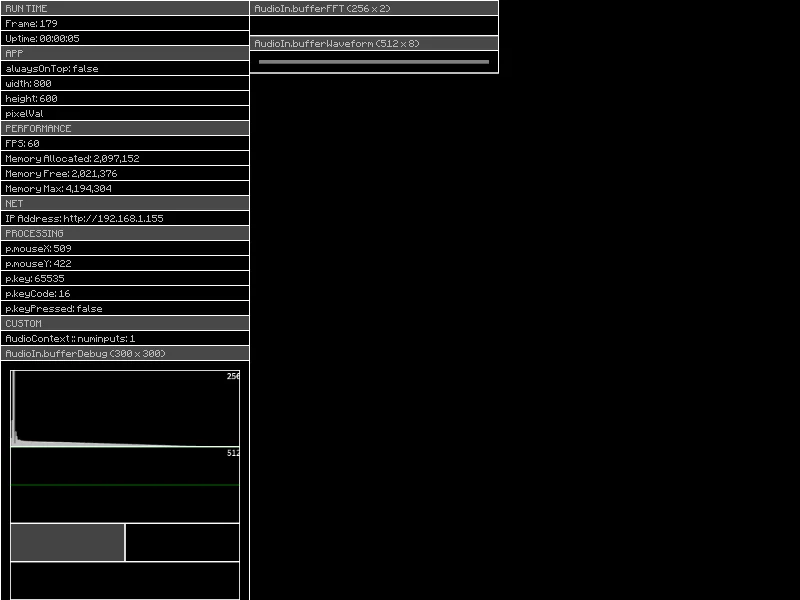 RUN TIME
Frame: 179
Uptime: 00:00:05
APP
alwaysOnTop: false
width: 800
height: 600
pixelVal
PERFORMANCE
FPS: 60
Memory Allocated: 2,097,152
Memory Free: 2,021,376
Memory Max: 4,194,304
NET
IP Address: http://192.168.1.155
PROCESSING
p.mouseX: 509
p.mouseY: 422
p.key: 65535
p.keyCode: 16
p.keyPressed: false
CUSTOM
AudioContext :: numinputs: 1
AudioIn.bufferDebug (300 x 300)
256
512
AudioIn.bufferFFT (256 x 2)
AudioIn.bufferWaveform (512 x 8)